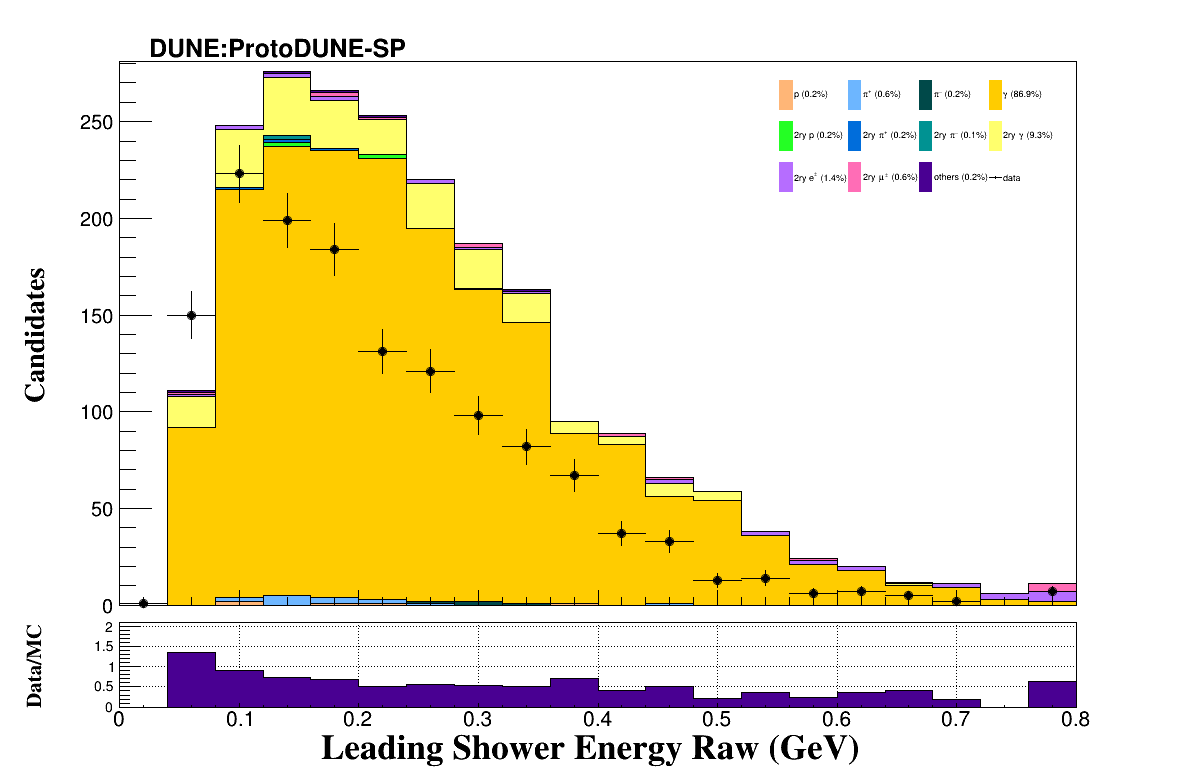 DUNE:ProtoDUNE-SP
p (0.2%) π⁺ (0.6%) π⁻ (0.2%) γ (86.9%)
2ry p (0.2%) 2ry π⁺ (0.2%) 2ry π⁻ (0.1%) 2ry γ (9.3%)
2ry e± (1.4%) 2ry μ± (0.6%) others (0.2%) data
Candidates
250
200
150
100
50
0
Data/MC
2
1.5
1
0.5
0
0 0.1 0.2 0.3 0.4 0.5 0.6 0.7 0.8
Leading Shower Energy Raw (GeV)